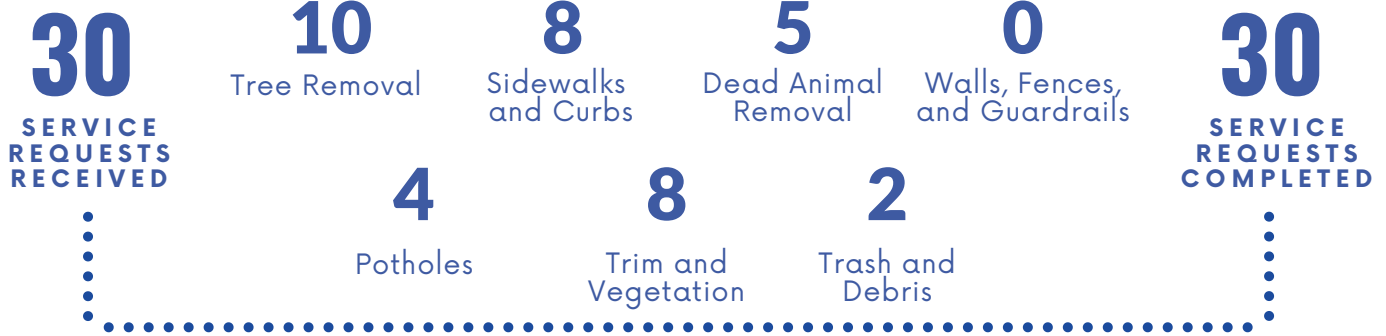 30
SERVICE
REQUESTS
RECEIVED
10
Tree Removal
8
Sidewalks
and Curbs
5
Dead Animal
Removal
0
Walls, Fences,
and Guardrails
4
Potholes
8
Trim and
Vegetation
2
Trash and
Debris
30
SERVICE
REQUESTS
COMPLETED